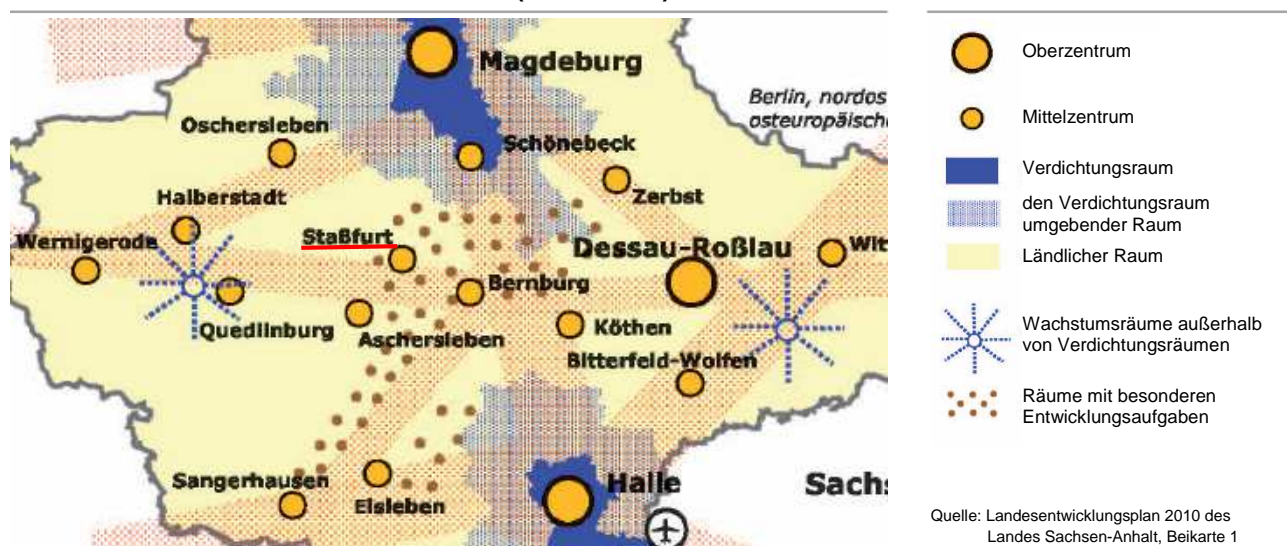 Magdeburg
Berlin, nordos
osteuropäisch
Oschersleben
Schönebeck
Halberstadt
Zerbst
Wernigerode
Staßfurt
Dessau-Roßlau
Wit
Bernburg
Quedlinburg
Aschersleben
Köthen
Bitterfeld-Wolfen
Sangerhausen
Eisleben
Halle
Sachs
Oberzentrum
Mittelzentrum
Verdichtungsraum
den Verdichtungsraum
umgebender Raum
Ländlicher Raum
Wachstumsräume außerhalb
von Verdichtungsräumen
Räume mit besonderen
Entwicklungsaufgaben
Quelle: Landesentwicklungsplan 2010 des
Landes Sachsen-Anhalt, Beikarte 1